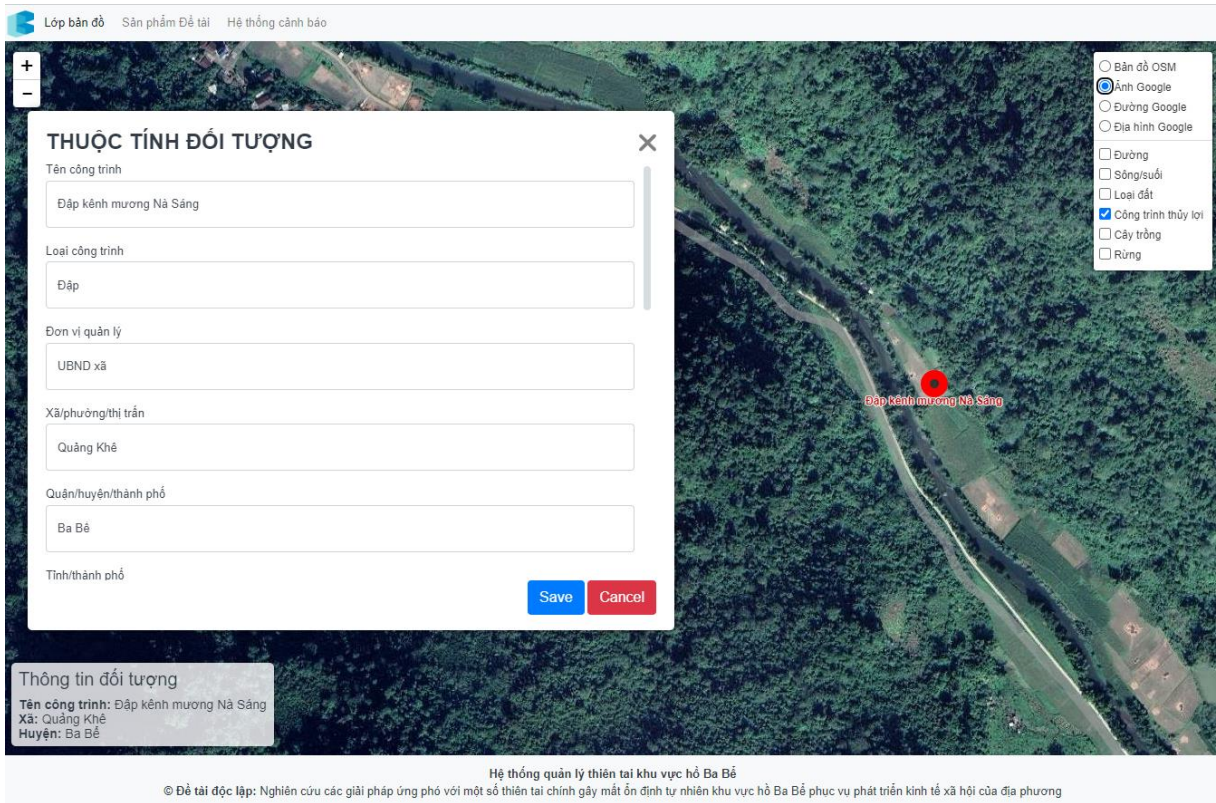 Lớp bản đồ Sản phẩm Đề tài Hệ thống cảnh báo
+
−
Bản đồ OSM
Ảnh Google
Đường Google
Địa hình Google
Đường
Sông/suối
Loại đất
Công trình thủy lợi
Cây trồng
Rừng
THUỘC TÍNH ĐỐI TƯỢNG
Tên công trình
Đập kênh mương Nà Sáng
Loại công trình
Đập
Đơn vị quản lý
UBND xã
Xã/phường/thị trấn
Quảng Khê
Quận/huyện/thành phố
Ba Bể
Tỉnh/thành phố
Save Cancel
Đập kênh mương Nà Sáng
Thông tin đối tượng
Tên công trình: Đập kênh mương Nà Sáng
Xã: Quảng Khê
Huyện: Ba Bể
Hệ thống quản lý thiên tai khu vực hồ Ba Bể
© Đề tài độc lập: Nghiên cứu các giải pháp ứng phó với một số thiên tai chính gây mất ổn định tự nhiên khu vực hồ Ba Bể phục vụ phát triển kinh tế xã hội của địa phương